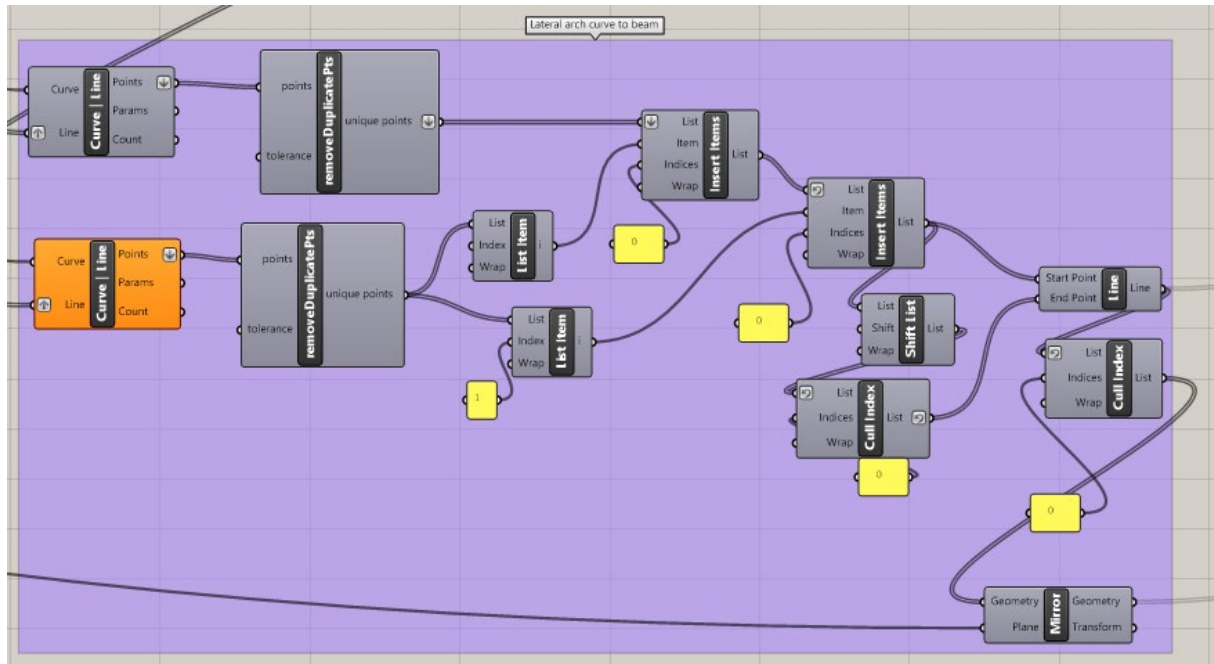 Lateral arch curve to beam
Curve
Line
Curve | Line
Points
Params
Count
points
tolerance
removeDuplicatePts
unique points
List
Item
Indices
Wrap
Insert Items
List
0
Curve
Line
Curve | Line
Points
Params
Count
points
tolerance
removeDuplicatePts
unique points
List
Index
Wrap
List Item
i
List
Index
Wrap
List Item
i
1
List
Item
Indices
Wrap
Insert Items
List
0
List
Shift
Wrap
Shift List
List
List
Indices
Wrap
Cull Index
List
0
Start Point
End Point
Line
Line
List
Indices
Wrap
Cull Index
List
0
Geometry
Plane
Mirror
Geometry
Transform